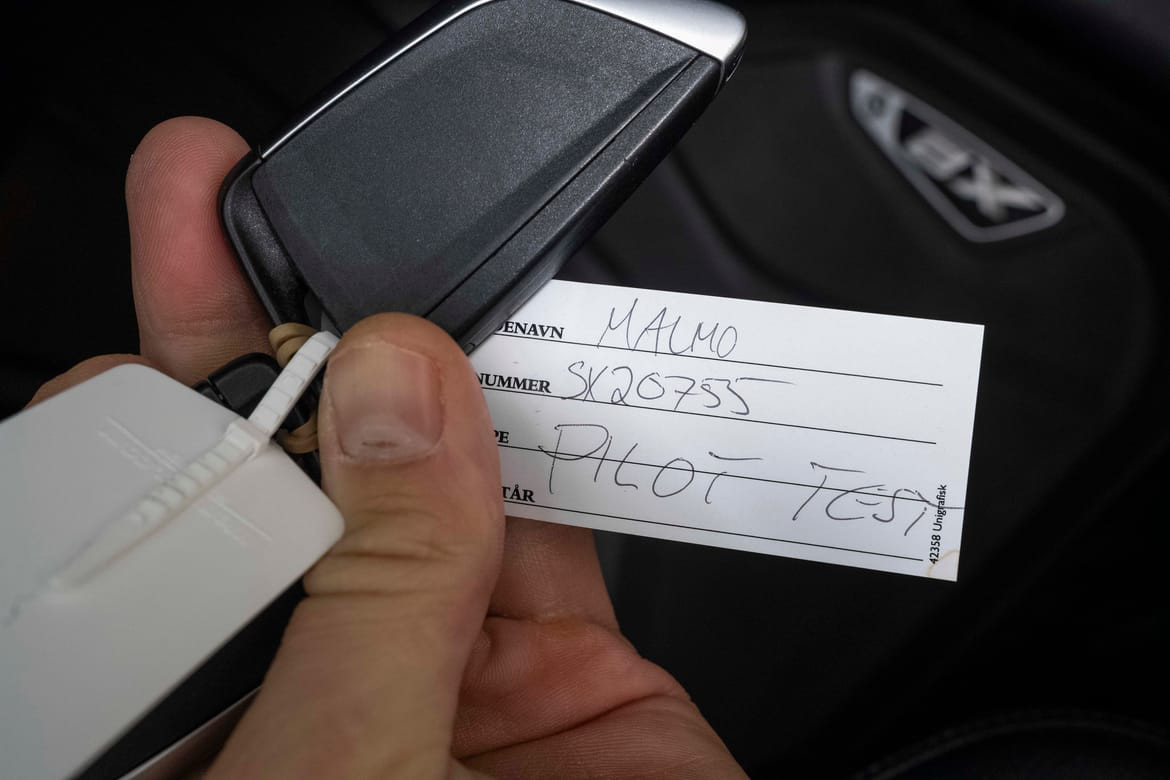 DENAVN MALMO
NUMMER SX20755
PE PILOT TEST
TÅR
42358 Unigrafisk